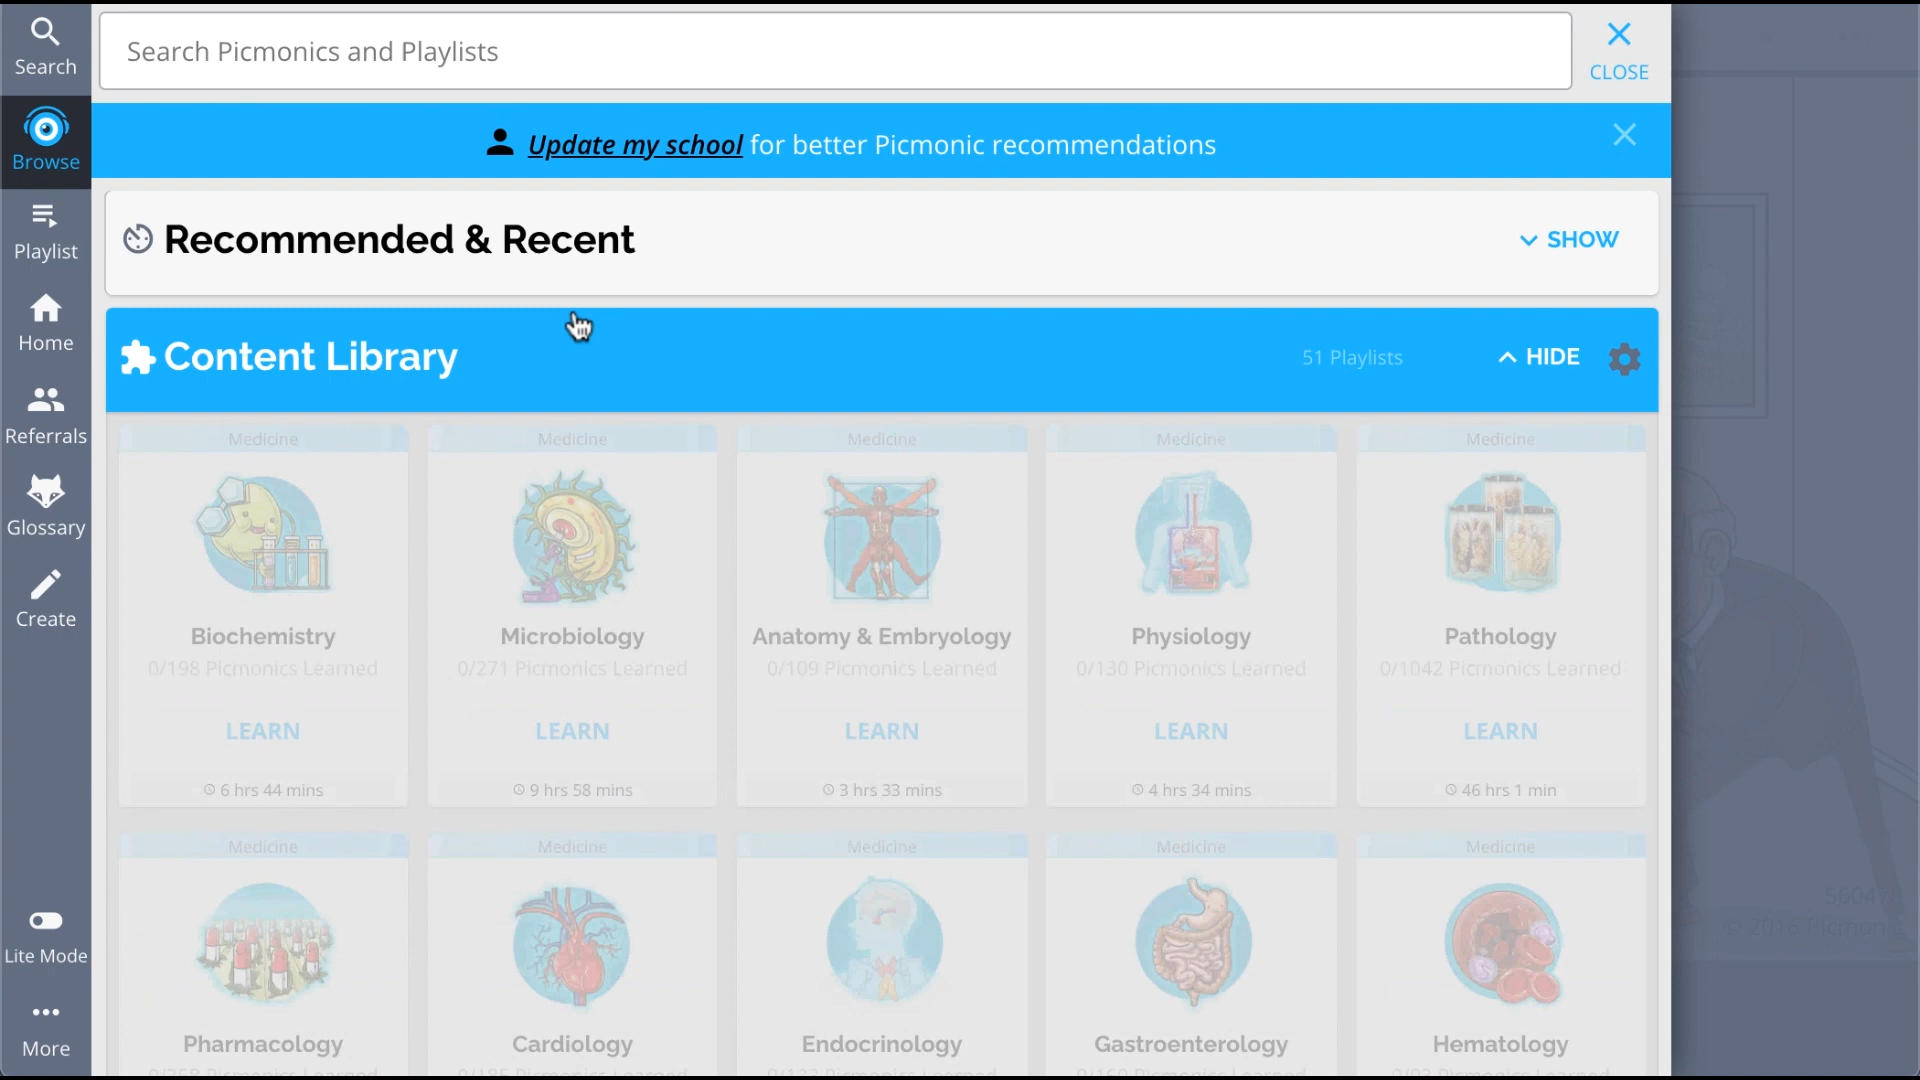 Search
Browse
Playlist
Home
Referrals
Glossary
Create
Lite Mode
More
Search Picmonics and Playlists
CLOSE
Update my school for better Picmonic recommendations
Recommended & Recent
SHOW
Content Library
51 Playlists
HIDE
Medicine
Medicine
Medicine
Medicine
Medicine
Biochemistry
Microbiology
Anatomy & Embryology
Physiology
Pathology
0/198 Picmonics Learned
0/271 Picmonics Learned
0/109 Picmonics Learned
0/130 Picmonics Learned
0/1042 Picmonics Learned
LEARN
LEARN
LEARN
LEARN
LEARN
6 hrs 44 mins
9 hrs 58 mins
3 hrs 33 mins
4 hrs 34 mins
46 hrs 1 min
Medicine
Medicine
Medicine
Medicine
Medicine
Pharmacology
Cardiology
Endocrinology
Gastroenterology
Hematology